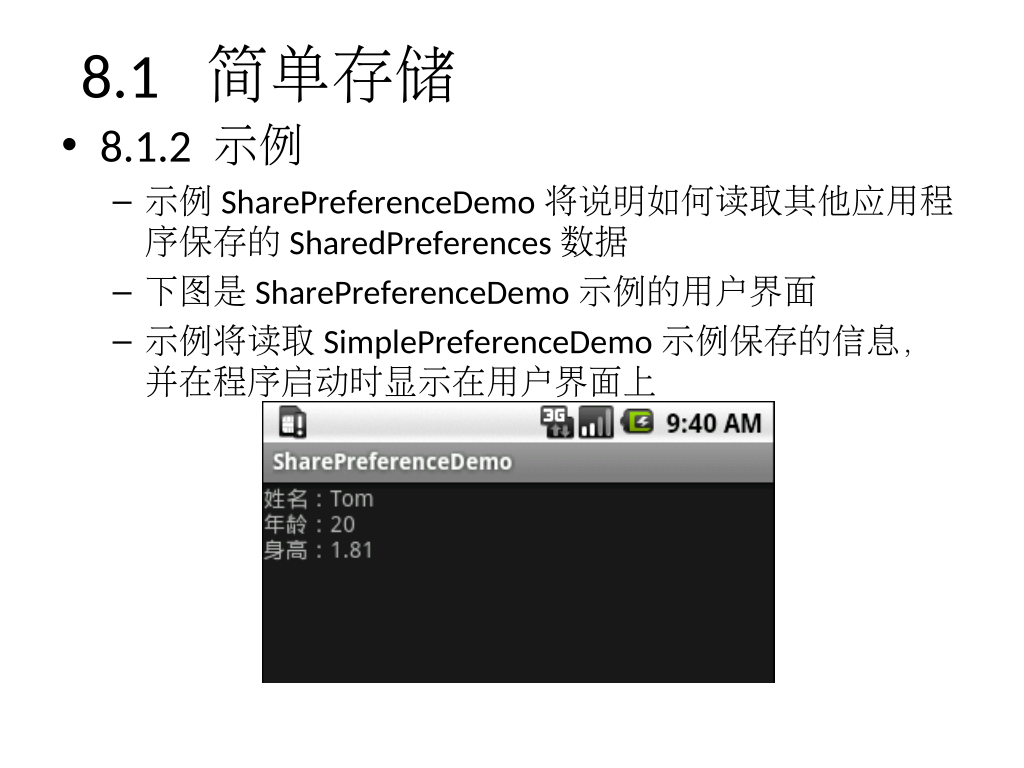 8.1 简单存储
• 8.1.2 示例
– 示例 SharePreferenceDemo 将说明如何读取其他应用程
序保存的 SharedPreferences 数据
– 下图是 SharePreferenceDemo 示例的用户界面
– 示例将读取 SimplePreferenceDemo 示例保存的信息，
并在程序启动时显示在用户界面上
3G 9:40 AM
SharePreferenceDemo
姓名：Tom
年龄：20
身高：1.81